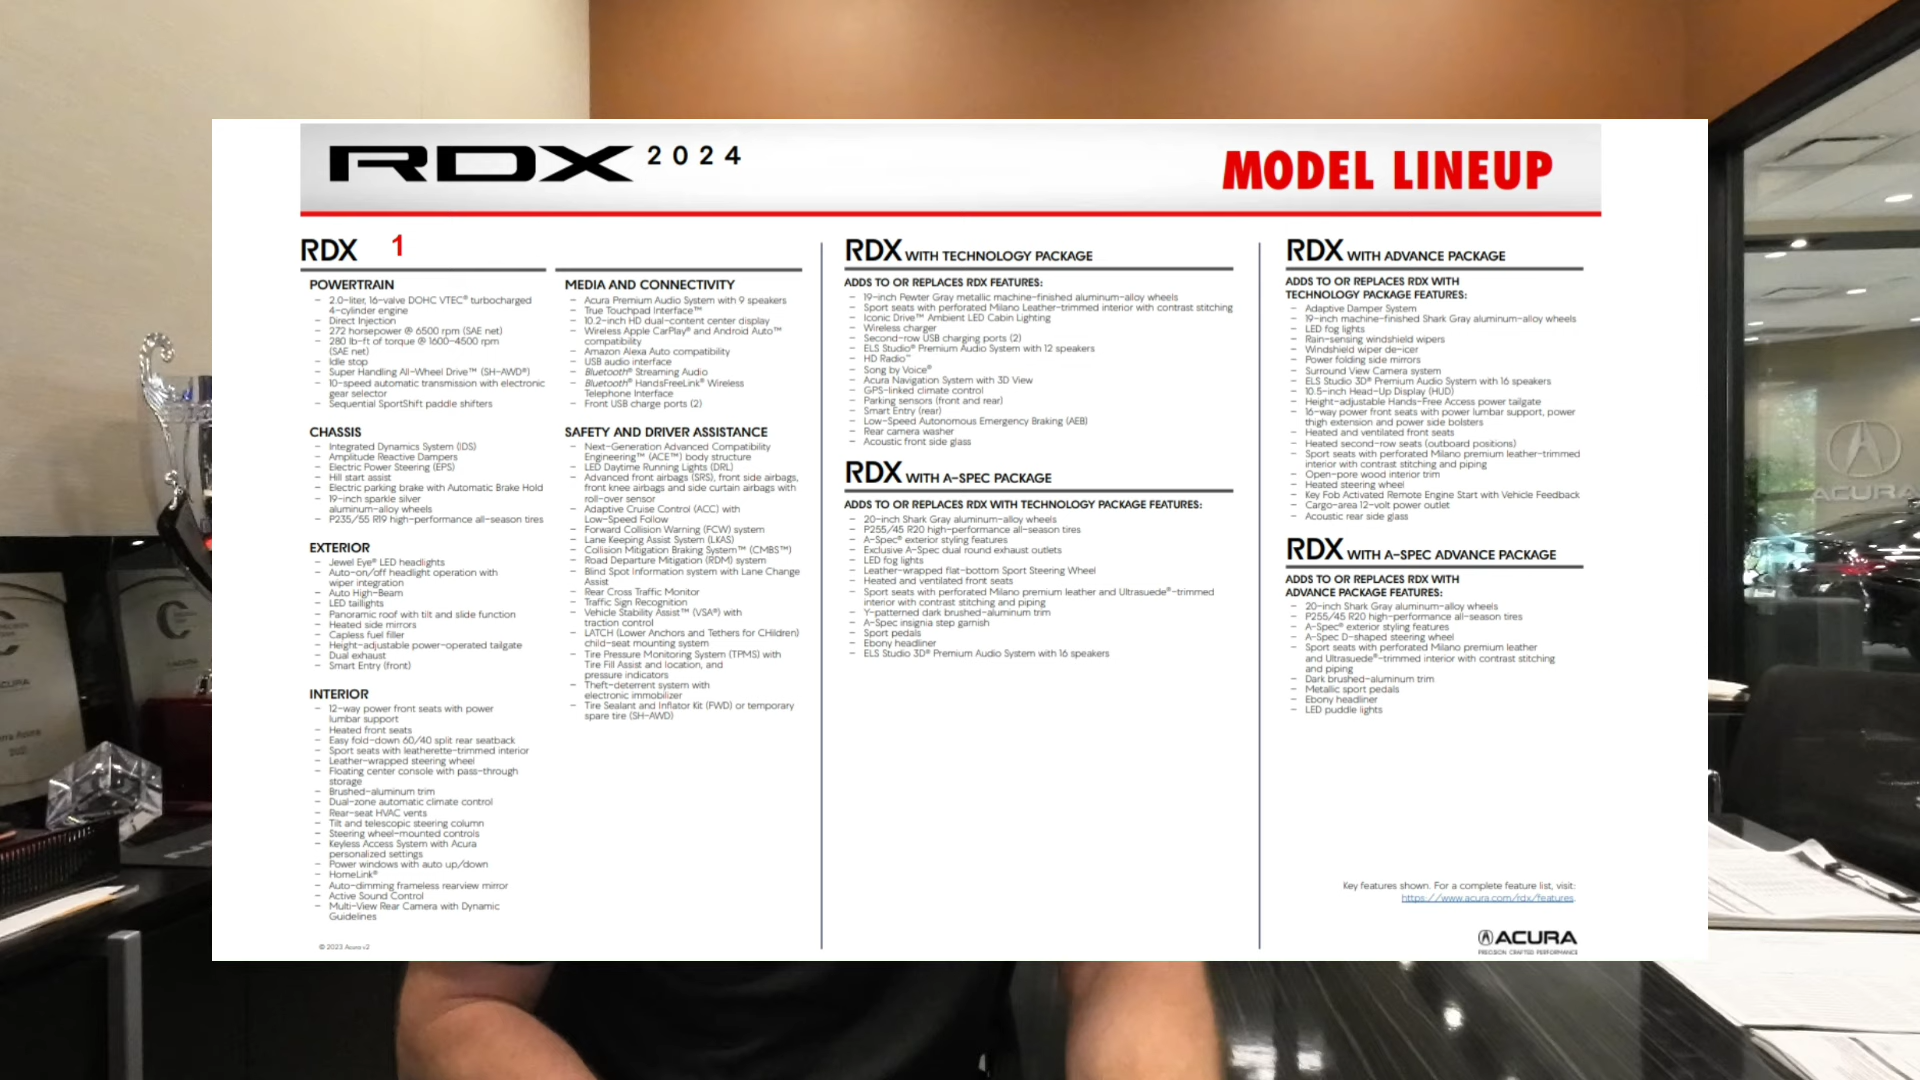 RDX 2024
MODEL LINEUP
RDX 1
POWERTRAIN
– 2.0-liter, 16-valve DOHC VTEC® turbocharged
4-cylinder engine
– Direct Injection
– 272 horsepower @ 6500 rpm (SAE net)
– 280 lb-ft of torque @ 1600-4500 rpm
(SAE net)
– Idle stop
– Super Handling All-Wheel Drive™ (SH-AWD®)
– 10-speed automatic transmission with electronic
gear selector
– Sequential SportShift paddle shifters
CHASSIS
– Integrated Dynamics System (IDS)
– Amplitude Reactive Dampers
– Electric Power Steering (EPS)
– Hill start assist
– Electric parking brake with Automatic Brake Hold
– 19-inch sparkle silver
aluminum-alloy wheels
– P235/55 R19 high-performance all-season tires
EXTERIOR
– Jewel Eye® LED headlights
– Auto-on/off headlight operation with
wiper integration
– Auto High-Beam
– LED taillights
– Panoramic roof with tilt and slide function
– Heated side mirrors
– Capless fuel filler
– Height-adjustable power-operated tailgate
– Dual exhaust
– Smart Entry (front)
INTERIOR
– 12-way power front seats with power
lumbar support
– Heated front seats
– Easy fold-down 60/40 split rear seatback
– Sport seats with leatherette-trimmed interior
– Leather-wrapped steering wheel
– Floating center console with pass-through
storage
– Brushed-aluminum trim
– Dual-zone automatic climate control
– Rear-seat HVAC vents
– Tilt and telescopic steering column
– Steering wheel-mounted controls
– Keyless Access System with Acura
personalized settings
– Power windows with auto up/down
– HomeLink®
– Auto-dimming frameless rearview mirror
– Active Sound Control
– Multi-View Rear Camera with Dynamic
Guidelines
© 2023 Acura v2
MEDIA AND CONNECTIVITY
– Acura Premium Audio System with 9 speakers
– True Touchpad Interface™
– 10.2-inch HD dual-content center display
– Wireless Apple CarPlay® and Android Auto™
compatibility
– Amazon Alexa Auto compatibility
– USB audio interface
– Bluetooth® Streaming Audio
– Bluetooth® HandsFreeLink® Wireless
Telephone Interface
– Front USB charge ports (2)
SAFETY AND DRIVER ASSISTANCE
– Next-Generation Advanced Compatibility
Engineering™ (ACE™) body structure
– LED Daytime Running Lights (DRL)
– Advanced front airbags (SRS), front side airbags,
front knee airbags and side curtain airbags with
roll-over sensor
– Adaptive Cruise Control (ACC) with
Low-Speed Follow
– Forward Collision Warning (FCW) system
– Lane Keeping Assist System (LKAS)
– Collision Mitigation Braking System™ (CMBS™)
– Road Departure Mitigation (RDM) system
– Blind Spot Information system with Lane Change
Assist
– Rear Cross Traffic Monitor
– Traffic Sign Recognition
– Vehicle Stability Assist™ (VSA®) with
traction control
– LATCH (Lower Anchors and Tethers for CHildren)
child-seat mounting system
– Tire Pressure Monitoring System (TPMS) with
Tire Fill Assist and location, and
pressure indicators
– Theft-deterrent system with
electronic immobilizer
– Tire Sealant and Inflator Kit (FWD) or temporary
spare tire (SH-AWD)
RDX WITH TECHNOLOGY PACKAGE
ADDS TO OR REPLACES RDX FEATURES:
– 19-inch Pewter Gray metallic machine-finished aluminum-alloy wheels
– Sport seats with perforated Milano Leather-trimmed interior with contrast stitching
– Iconic Drive™ Ambient LED Cabin Lighting
– Wireless charger
– Second-row USB charging ports (2)
– ELS Studio® Premium Audio System with 12 speakers
– HD Radio™
– Song by Voice®
– Acura Navigation System with 3D View
– GPS-linked climate control
– Parking sensors (front and rear)
– Smart Entry (rear)
– Low-Speed Autonomous Emergency Braking (AEB)
– Rear camera washer
– Acoustic front side glass
RDX WITH A-SPEC PACKAGE
ADDS TO OR REPLACES RDX WITH TECHNOLOGY PACKAGE FEATURES:
– 20-inch Shark Gray aluminum-alloy wheels
– P255/45 R20 high-performance all-season tires
– A-Spec® exterior styling features
– Exclusive A-Spec dual round exhaust outlets
– LED fog lights
– Leather-wrapped flat-bottom Sport Steering Wheel
– Heated and ventilated front seats
– Sport seats with perforated Milano premium leather and Ultrasuede®-trimmed
interior with contrast stitching and piping
– Y-patterned dark brushed-aluminum trim
– A-Spec insignia step garnish
– Sport pedals
– Ebony headliner
– ELS Studio 3D® Premium Audio System with 16 speakers
RDX WITH ADVANCE PACKAGE
ADDS TO OR REPLACES RDX WITH
TECHNOLOGY PACKAGE FEATURES:
– Adaptive Damper System
– 19-inch machine-finished Shark Gray aluminum-alloy wheels
– LED fog lights
– Rain-sensing windshield wipers
– Windshield wiper de-icer
– Power folding side mirrors
– Surround View Camera system
– ELS Studio 3D® Premium Audio System with 16 speakers
– 10.5-inch Head-Up Display (HUD)
– Height-adjustable Hands-Free Access power tailgate
– 16-way power front seats with power lumbar support, power
thigh extension and power side bolsters
– Heated and ventilated front seats
– Heated second-row seats (outboard positions)
– Sport seats with perforated Milano premium leather-trimmed
interior with contrast stitching and piping
– Open-pore wood interior trim
– Heated steering wheel
– Key Fob Activated Remote Engine Start with Vehicle Feedback
– Cargo-area 12-volt power outlet
– Acoustic rear side glass
RDX WITH A-SPEC ADVANCE PACKAGE
ADDS TO OR REPLACES RDX WITH
ADVANCE PACKAGE FEATURES:
– 20-inch Shark Gray aluminum-alloy wheels
– P255/45 R20 high-performance all-season tires
– A-Spec® exterior styling features
– A-Spec D-shaped steering wheel
– Sport seats with perforated Milano premium leather
and Ultrasuede®-trimmed interior with contrast stitching
and piping
– Dark brushed-aluminum trim
– Metallic sport pedals
– Ebony headliner
– LED puddle lights
Key features shown. For a complete feature list, visit:
https://www.acura.com/rdx/features.
ACURA
PRECISION CRAFTED PERFORMANCE
ACURA